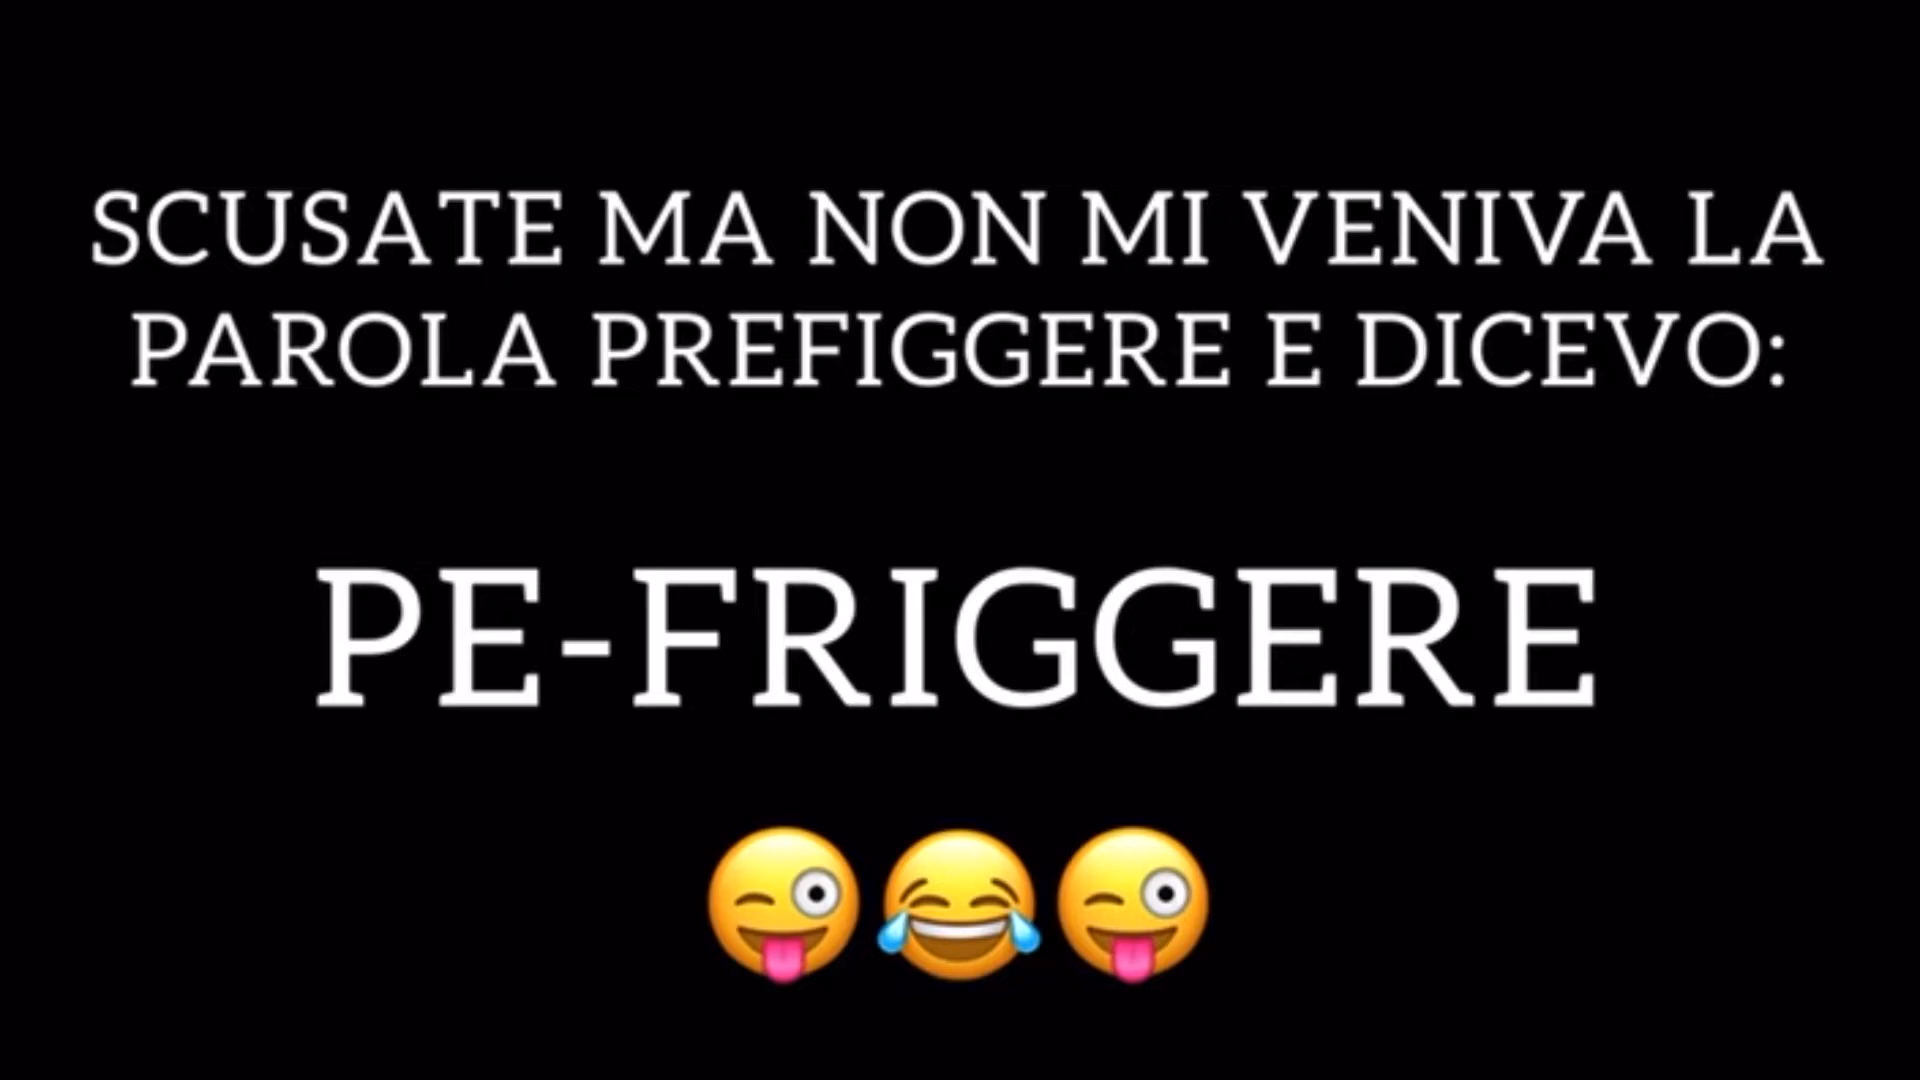 SCUSATE MA NON MI VENIVA LA
PAROLA PREFIGGERE E DICEVO:
PE-FRIGGERE
😜😂😜